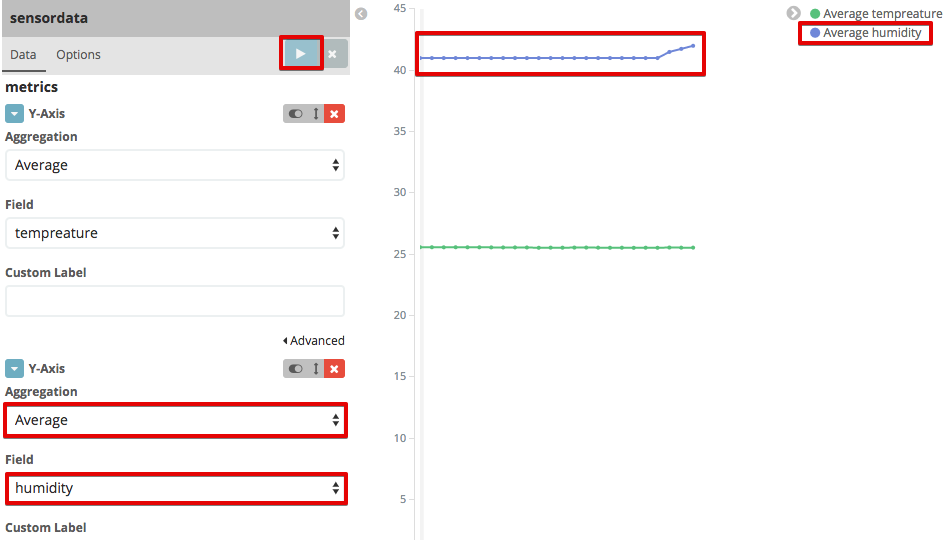 sensordata
Data Options
metrics
Y-Axis
Aggregation
Average
Field
tempreature
Custom Label
Advanced
Y-Axis
Aggregation
Average
Field
humidity
Custom Label
45
40
35
30
25
20
15
10
5
Average tempreature
Average humidity